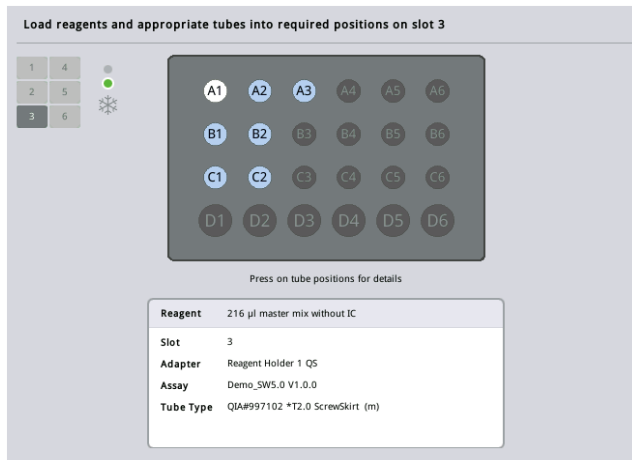 Load reagents and appropriate tubes into required positions on slot 3
1 4
2 5
3 6
A1 A2 A3 A4 A5 A6
B1 B2 B3 B4 B5 B6
C1 C2 C3 C4 C5 C6
D1 D2 D3 D4 D5 D6
Press on tube positions for details
Reagent 216 µl master mix without IC
Slot 3
Adapter Reagent Holder 1 QS
Assay Demo_SW5.0 V1.0.0
Tube Type QIA#997102 *T2.0 ScrewSkirt (m)